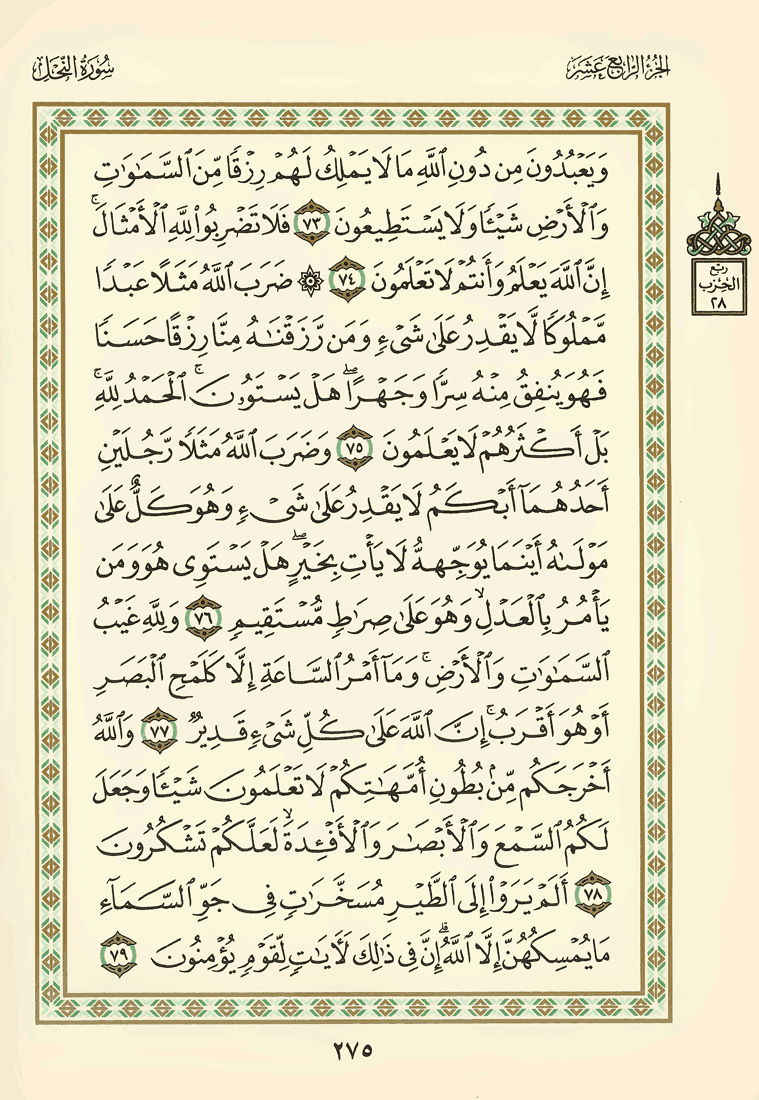 الجزء الرابع عشر
سورة النحل
وَيَعْبُدُونَ مِن دُونِ ٱللَّهِ مَا لَا يَمْلِكُ لَهُمْ رِزْقًا مِّنَ ٱلسَّمَٰوَٰتِ
وَٱلْأَرْضِ شَيْـًٔا وَلَا يَسْتَطِيعُونَ ٧٣ فَلَا تَضْرِبُوا۟ لِلَّهِ ٱلْأَمْثَالَ ۚ
إِنَّ ٱللَّهَ يَعْلَمُ وَأَنتُمْ لَا تَعْلَمُونَ ٧٤ ۞ ضَرَبَ ٱللَّهُ مَثَلًا عَبْدًا
مَّمْلُوكًا لَّا يَقْدِرُ عَلَىٰ شَىْءٍ وَمَن رَّزَقْنَٰهُ مِنَّا رِزْقًا حَسَنًا
فَهُوَ يُنفِقُ مِنْهُ سِرًّا وَجَهْرًا ۖ هَلْ يَسْتَوُۥنَ ۚ ٱلْحَمْدُ لِلَّهِ ۚ
بَلْ أَكْثَرُهُمْ لَا يَعْلَمُونَ ٧٥ وَضَرَبَ ٱللَّهُ مَثَلًا رَّجُلَيْنِ
أَحَدُهُمَآ أَبْكَمُ لَا يَقْدِرُ عَلَىٰ شَىْءٍ وَهُوَ كَلٌّ عَلَىٰ
مَوْلَىٰهُ أَيْنَمَا يُوَجِّههُّ لَا يَأْتِ بِخَيْرٍ ۖ هَلْ يَسْتَوِى هُوَ وَمَن
يَأْمُرُ بِٱلْعَدْلِ ۙ وَهُوَ عَلَىٰ صِرَٰطٍ مُّسْتَقِيمٍ ٧٦ وَلِلَّهِ غَيْبُ
ٱلسَّمَٰوَٰتِ وَٱلْأَرْضِ ۚ وَمَآ أَمْرُ ٱلسَّاعَةِ إِلَّا كَلَمْحِ ٱلْبَصَرِ
أَوْ هُوَ أَقْرَبُ ۚ إِنَّ ٱللَّهَ عَلَىٰ كُلِّ شَىْءٍ قَدِيرٌ ٧٧ وَٱللَّهُ
أَخْرَجَكُم مِّنۢ بُطُونِ أُمَّهَٰتِكُمْ لَا تَعْلَمُونَ شَيْـًٔا وَجَعَلَ
لَكُمُ ٱلسَّمْعَ وَٱلْأَبْصَٰرَ وَٱلْأَفْـِٔدَةَ ۙ لَعَلَّكُمْ تَشْكُرُونَ
٧٨ أَلَمْ يَرَوْا۟ إِلَى ٱلطَّيْرِ مُسَخَّرَٰتٍ فِى جَوِّ ٱلسَّمَآءِ
مَا يُمْسِكُهُنَّ إِلَّا ٱللَّهُ ۗ إِنَّ فِى ذَٰلِكَ لَءَايَٰتٍ لِّقَوْمٍ يُؤْمِنُونَ ٧٩
ربع
الحزب
٢٨
٢٧٥